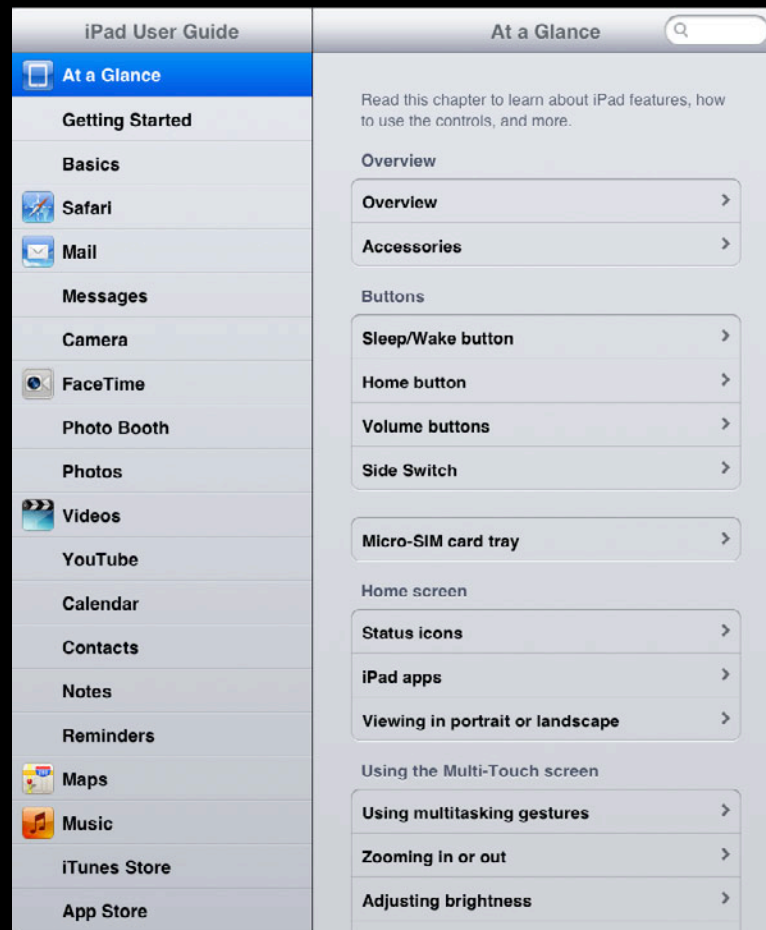 iPad User Guide
At a Glance
Getting Started
Basics
Safari
Mail
Messages
Camera
FaceTime
Photo Booth
Photos
Videos
YouTube
Calendar
Contacts
Notes
Reminders
Maps
Music
iTunes Store
App Store
At a Glance
Read this chapter to learn about iPad features, how
to use the controls, and more.
Overview
Overview
Accessories
Buttons
Sleep/Wake button
Home button
Volume buttons
Side Switch
Micro-SIM card tray
Home screen
Status icons
iPad apps
Viewing in portrait or landscape
Using the Multi-Touch screen
Using multitasking gestures
Zooming in or out
Adjusting brightness